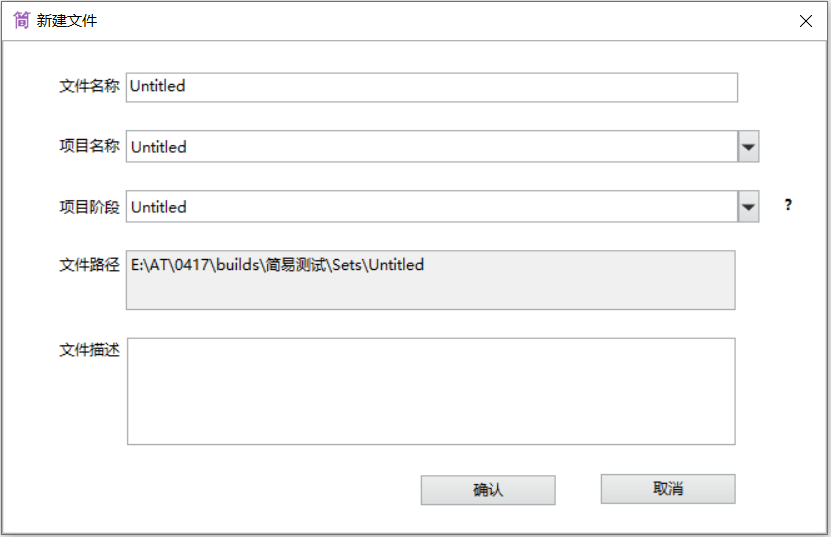 简 新建文件
文件名称 Untitled
项目名称 Untitled
项目阶段 Untitled ?
文件路径 E:\AT\0417\builds\简易测试\Sets\Untitled
文件描述
确认 取消